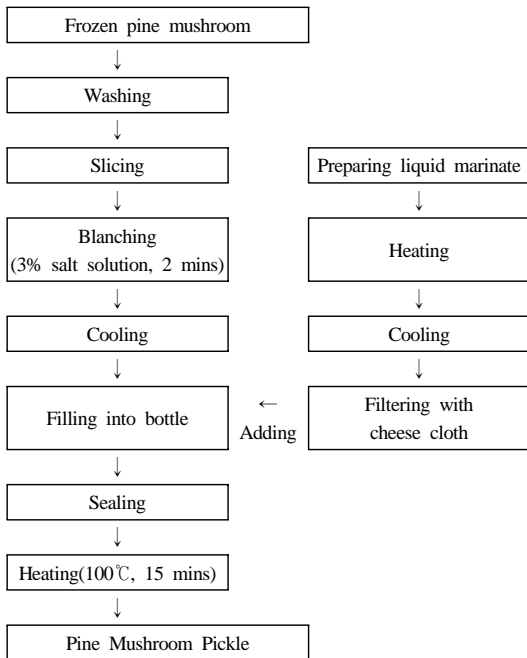 Frozen pine mushroom
↓
Washing
↓
Slicing
↓
Blanching
(3% salt solution, 2 mins)
↓
Cooling
↓
Filling into bottle
↓
Sealing
↓
Heating(100℃, 15 mins)
↓
Pine Mushroom Pickle
Preparing liquid marinate
↓
Heating
↓
Cooling
↓
Filtering with
cheese cloth
←
Adding